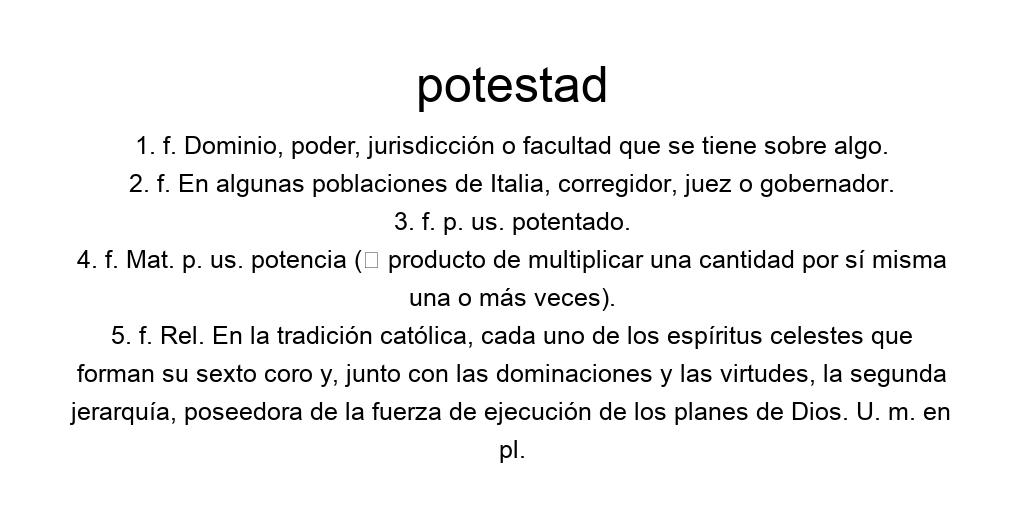 potestad
1. f. Dominio, poder, jurisdicción o facultad que se tiene sobre algo.
2. f. En algunas poblaciones de Italia, corregidor, juez o gobernador.
3. f. p. us. potentado.
4. f. Mat. p. us. potencia (▯ producto de multiplicar una cantidad por sí misma
una o más veces).
5. f. Rel. En la tradición católica, cada uno de los espíritus celestes que
forman su sexto coro y, junto con las dominaciones y las virtudes, la segunda
jerarquía, poseedora de la fuerza de ejecución de los planes de Dios. U. m. en
pl.